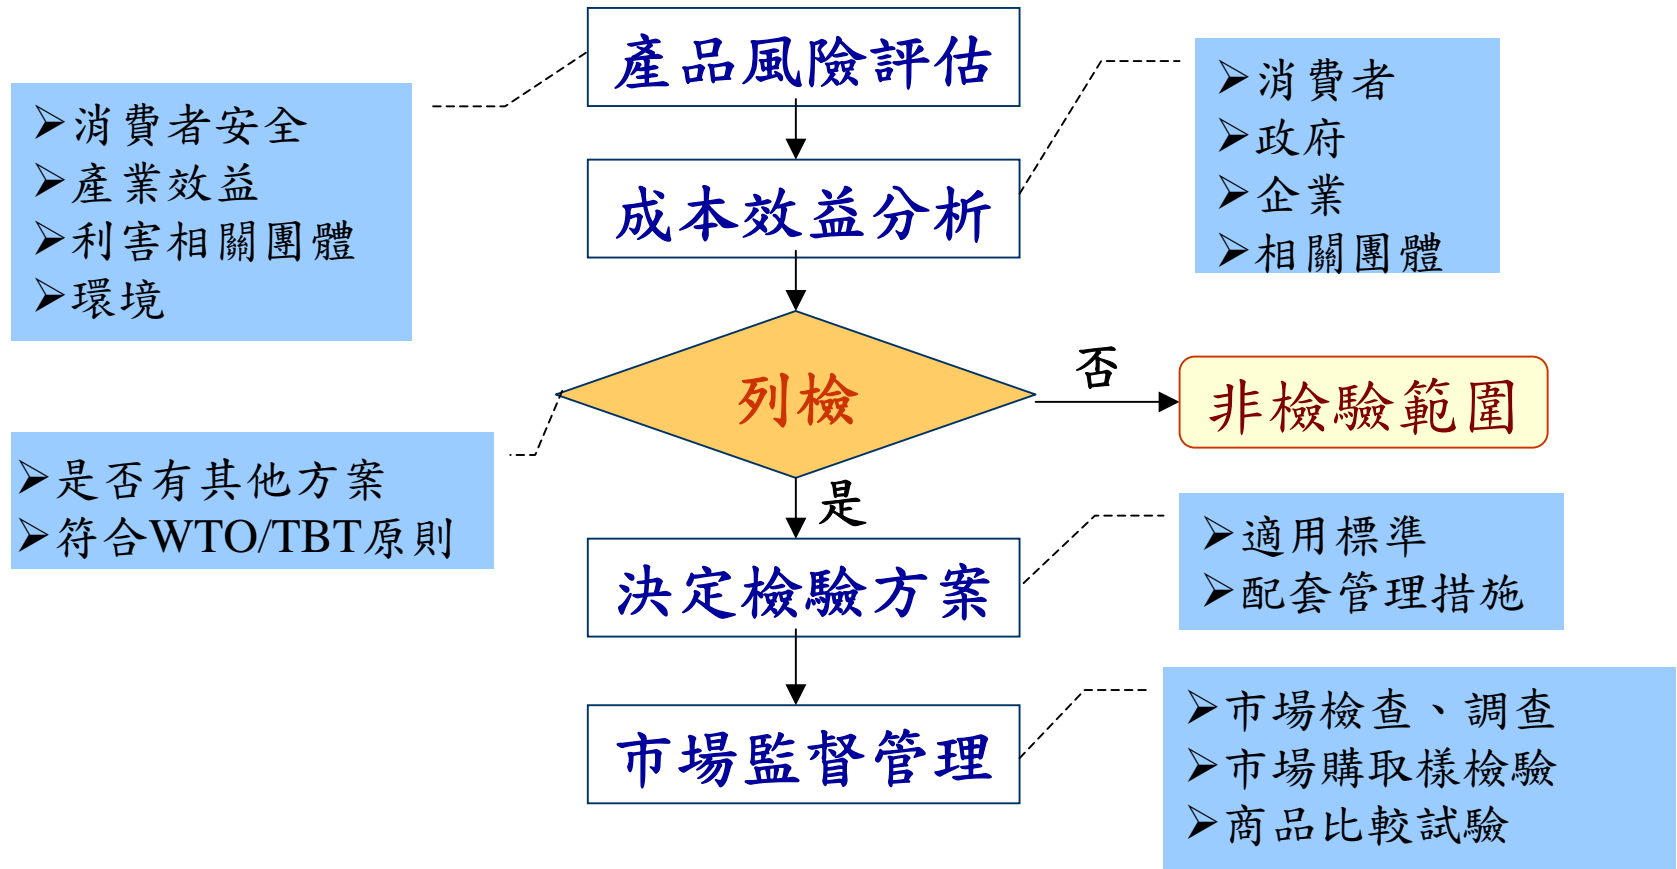 產品風險評估
➢消費者安全
➢產業效益
➢利害相關團體
➢環境
成本效益分析
➢消費者
➢政府
➢企業
➢相關團體
列檢
否
非檢驗範圍
➢是否有其他方案
➢符合WTO/TBT原則
是
決定檢驗方案
➢適用標準
➢配套管理措施
市場監督管理
➢市場檢查、調查
➢市場購取樣檢驗
➢商品比較試驗